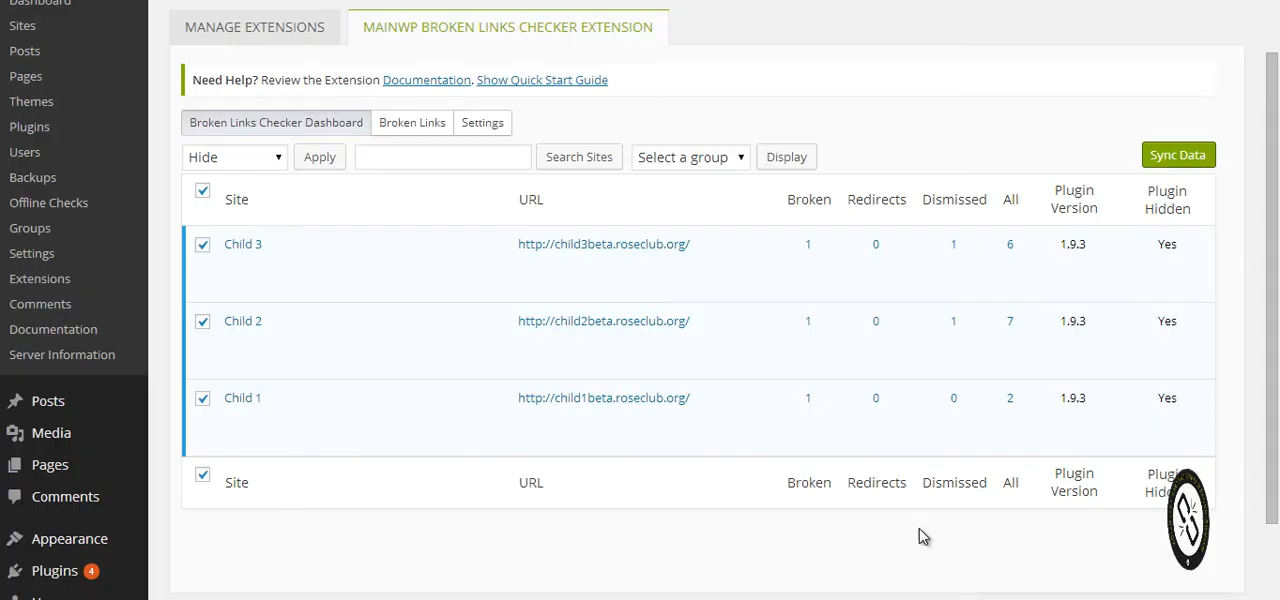 Dashboard
Sites
Posts
Pages
Themes
Plugins
Users
Backups
Offline Checks
Groups
Settings
Extensions
Comments
Documentation
Server Information
Posts
Media
Pages
Comments
Appearance
Plugins 4
MANAGE EXTENSIONS MAINWP BROKEN LINKS CHECKER EXTENSION
Need Help? Review the Extension Documentation. Show Quick Start Guide
Broken Links Checker Dashboard Broken Links Settings
Hide Apply Search Sites Select a group Display Sync Data
Site URL Broken Redirects Dismissed All Plugin Version Plugin Hidden
Child 3 http://child3beta.roseclub.org/ 1 0 1 6 1.9.3 Yes
Child 2 http://child2beta.roseclub.org/ 1 0 1 7 1.9.3 Yes
Child 1 http://child1beta.roseclub.org/ 1 0 0 2 1.9.3 Yes
Site URL Broken Redirects Dismissed All Plugin Version